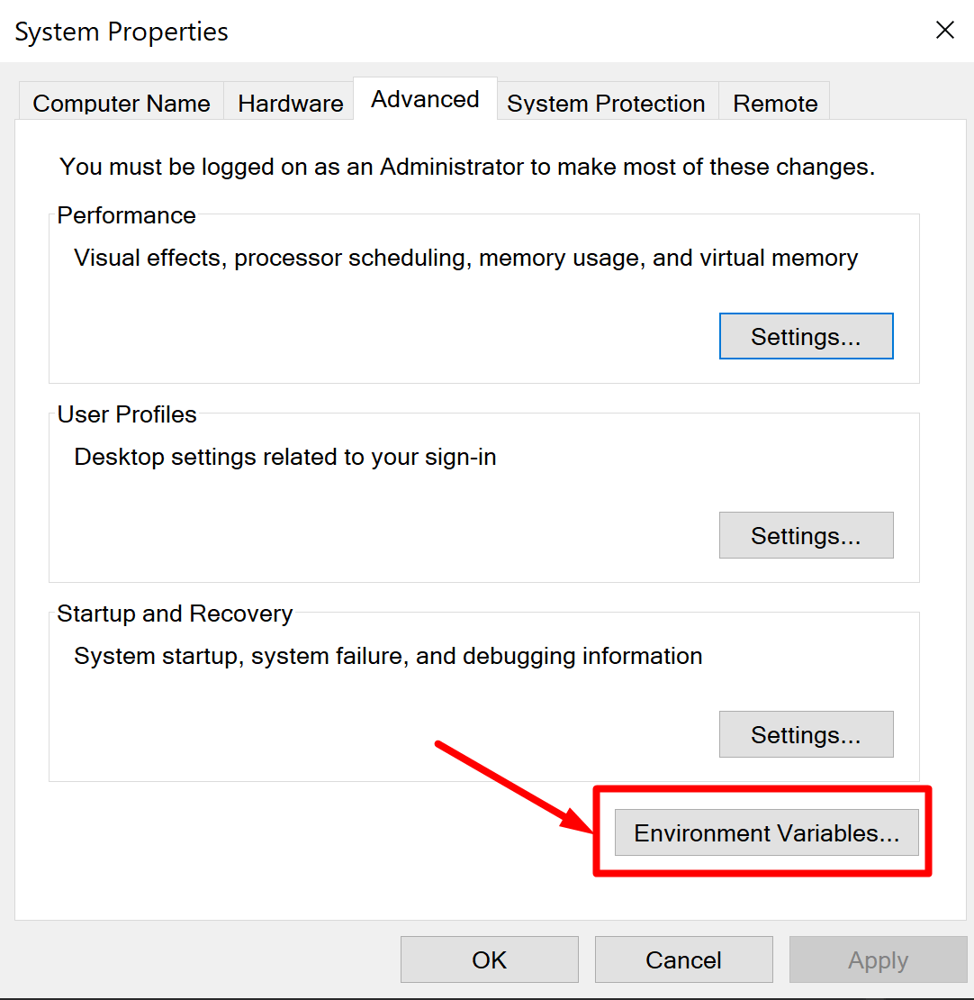 System Properties
Computer Name Hardware Advanced System Protection Remote
You must be logged on as an Administrator to make most of these changes.
Performance
Visual effects, processor scheduling, memory usage, and virtual memory
Settings...
User Profiles
Desktop settings related to your sign-in
Settings...
Startup and Recovery
System startup, system failure, and debugging information
Settings...
Environment Variables...
OK Cancel Apply